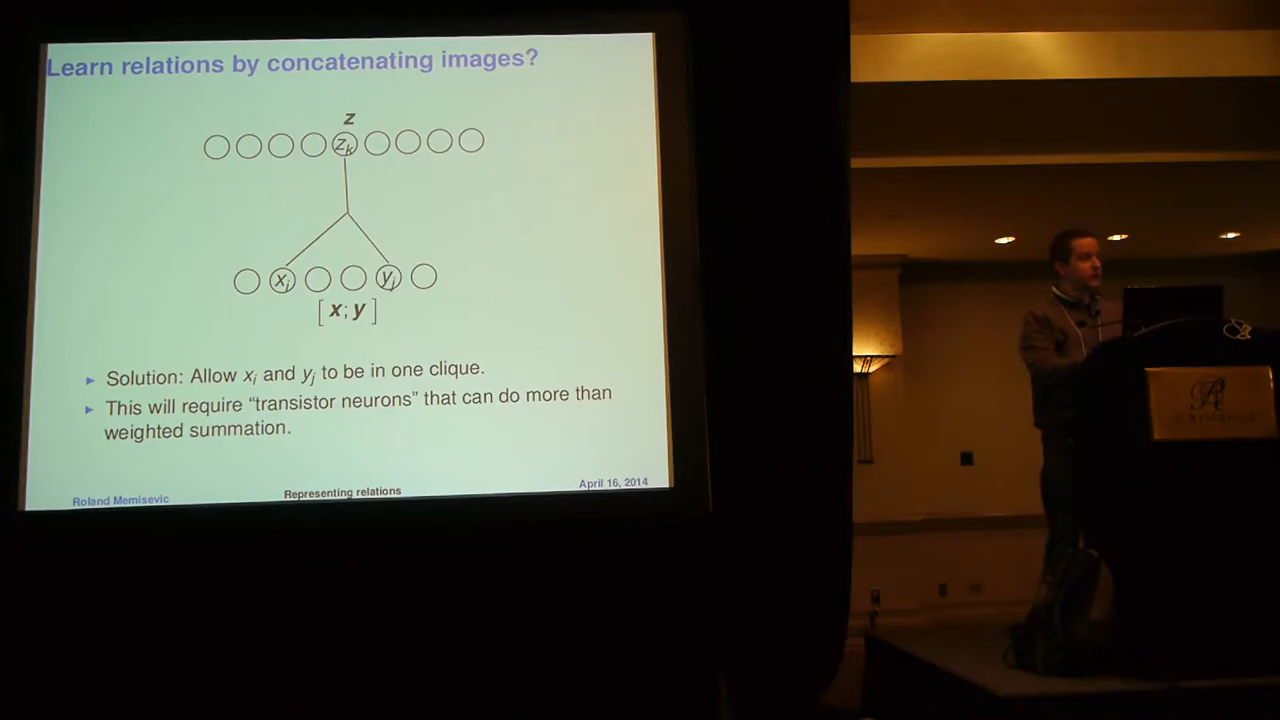 Learn relations by concatenating images?
z
z_k
x_i y_j
[ x; y ]
► Solution: Allow x_i and y_j to be in one clique.
► This will require “transistor neurons” that can do more than
weighted summation.
Roland Memisevic Representing relations April 16, 2014